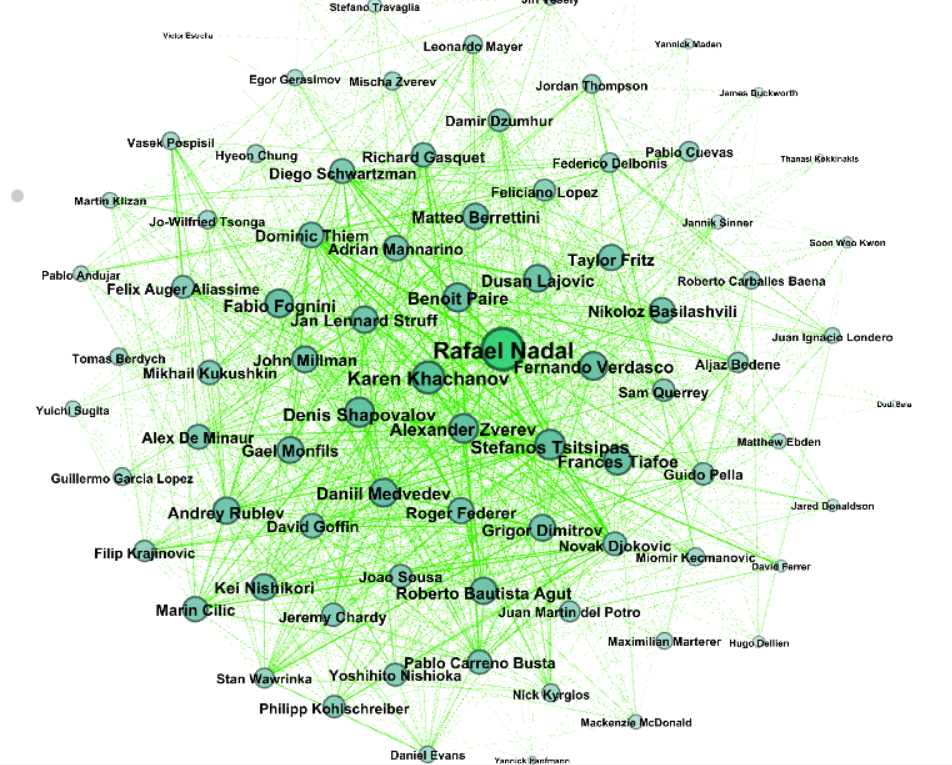 Stefano Travaglia
Jiri Vesely
Victor Estrella
Leonardo Mayer
Yannick Maden
Egor Gerasimov
Mischa Zverev
Jordan Thompson
James Duckworth
Damir Dzumhur
Vasek Pospisil
Hyeon Chung
Richard Gasquet
Pablo Cuevas
Federico Delbonis
Thanasi Kokkinakis
Diego Schwartzman
Feliciano Lopez
Martin Klizan
Matteo Berrettini
Jo-Wilfried Tsonga
Jannik Sinner
Dominic Thiem
Soon Woo Kwon
Adrian Mannarino
Taylor Fritz
Pablo Andujar
Dusan Lajovic
Roberto Carballes Baena
Felix Auger Aliassime
Benoit Paire
Fabio Fognini
Nikoloz Basilashvili
Jan Lennard Struff
Juan Ignacio Londero
Rafael Nadal
Tomas Berdych
John Millman
Aljaz Bedene
Fernando Verdasco
Mikhail Kukushkin
Karen Khachanov
Sam Querrey
Yuichi Sugita
Denis Shapovalov
Alexander Zverev
Alex De Minaur
Matthew Ebden
Stefanos Tsitsipas
Gael Monfils
Frances Tiafoe
Guido Pella
Guillermo Garcia Lopez
Daniil Medvedev
Jared Donaldson
Andrey Rublev
Roger Federer
David Goffin
Grigor Dimitrov
Novak Djokovic
Filip Krajinovic
Miomir Kecmanovic
David Ferrer
Joao Sousa
Kei Nishikori
Roberto Bautista Agut
Marin Cilic
Juan Martin del Potro
Jeremy Chardy
Maximilian Marterer
Hugo Dellien
Pablo Carreno Busta
Yoshihito Nishioka
Stan Wawrinka
Nick Kyrgios
Philipp Kohlschreiber
Mackenzie McDonald
Daniel Evans
Yannick Hanfmann